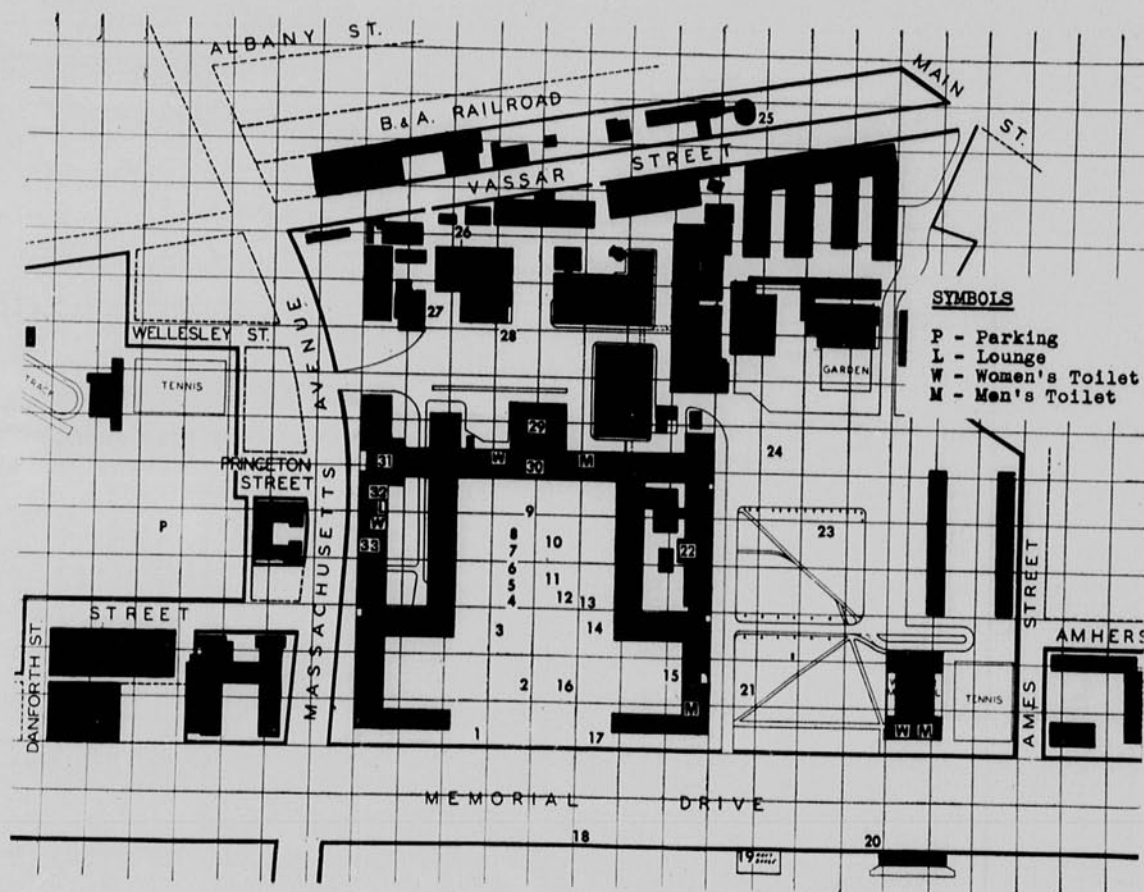 ALBANY ST.
MAIN
ST.
B. & A. RAILROAD
25
VASSAR STREET
26
27
28
MASSACHUSETTS AVENUE
WELLESLEY ST.
SYMBOLS
P - Parking
L - Lounge
W - Women's Toilet
M - Men's Toilet
TRACK
TENNIS
GARDEN
29
31
W
30
M
24
PRINCETON
STREET
32
L
W
33
P
9
8
10
7
6
11
5
12
4
13
22
23
STREET
3
14
AMHERS
DANFORTH ST.
2
16
15
21
M
L
TENNIS
AMES STREET
1
17
W
M
MEMORIAL DRIVE
18
20
19